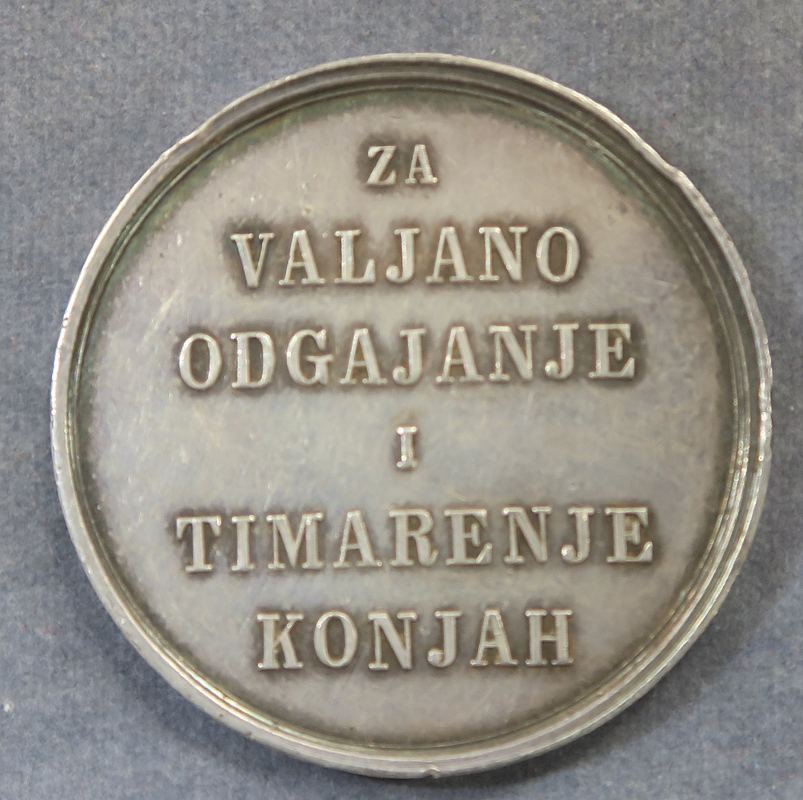 ZA
VALJANO
ODGAJANJE
I
TIMARENJE
KONJAH